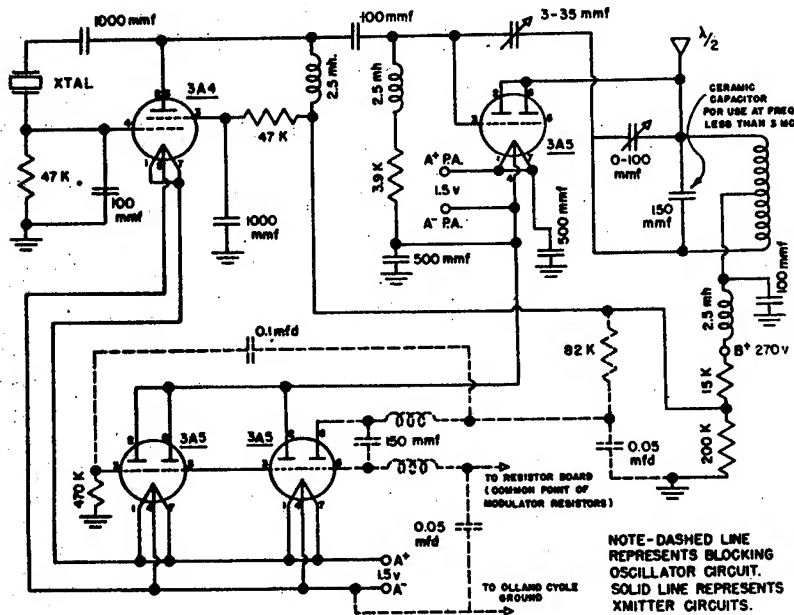 1000 mmf
100 mmf
3-35 mmf
λ/2
XTAL
3A4
2.5 mh.
2.5 mh
CERAMIC
CAPACITOR
FOR USE AT FREQ
LESS THAN 3 MC
47 K
3A5
A+ P.A.
1.5 v
A- P.A.
0-100
mmf
47 K
100
mmf
1000
mmf
3.9 K
500 mmf
500 mmf
150
mmf
100
mmf
2.5 mh
B+ 270 v
0.1 mfd
82 K
15 K
200 K
3A5
3A5
150 mmf
0.05
mfd
470 K
TO RESISTOR BOARD
(COMMON POINT OF
MODULATOR RESISTORS)
0.05
mfd
A+
1.5 v
A-
TO OLLAND CYCLE
GROUND
NOTE-DASHED LINE
REPRESENTS BLOCKING
OSCILLATOR CIRCUIT.
SOLID LINE REPRESENTS
XMITTER CIRCUITS.